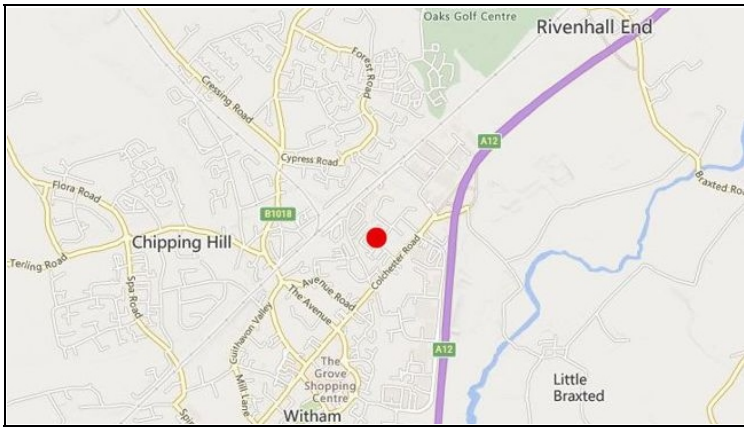 Oaks Golf Centre
Rivenhall End
Forest Road
Cressing Road
A12
Cypress Road
Braxted Ro
Flora Road
B1018
Chipping Hill
Terling Road
Colchester Road
Spa Road
Avenue Road
The Avenue
Guithavon Valley
A12
Mill Lane
The
Grove
Shopping
Centre
Little
Braxted
Spin
Witham